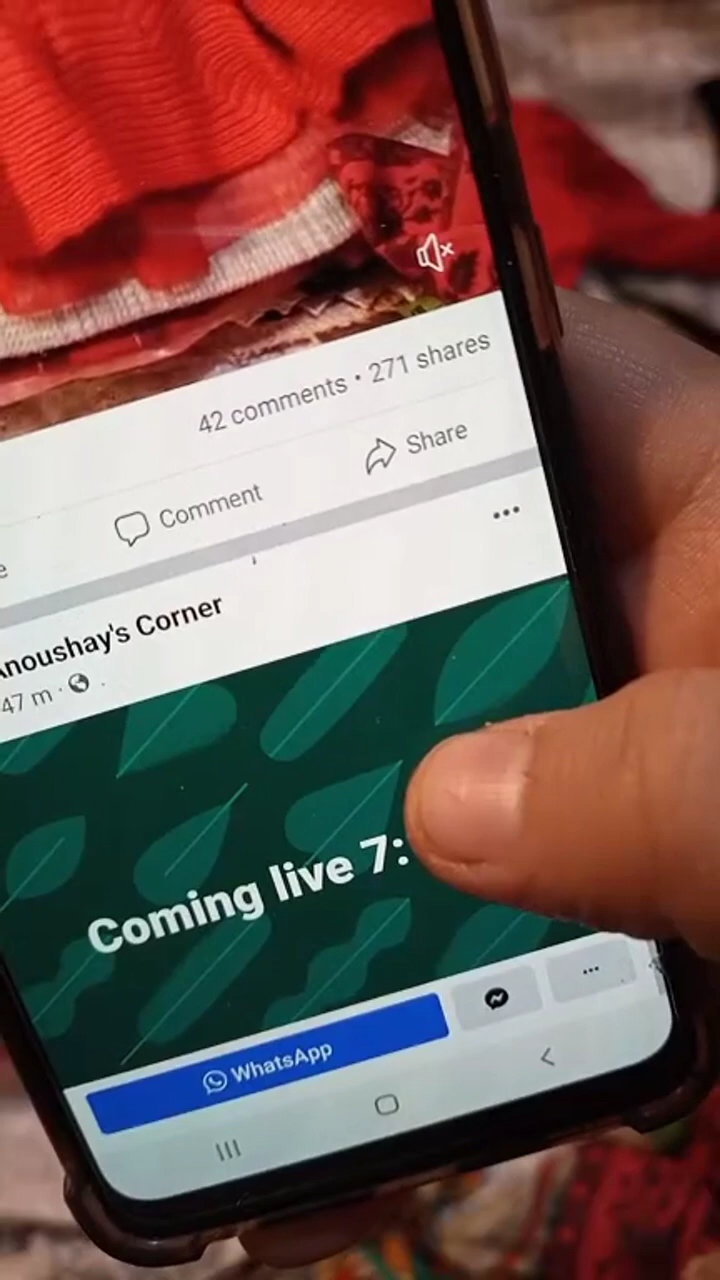 42 comments • 271 shares
Comment
Share
Anoushay's Corner
47 m ·
Coming live 7:
WhatsApp